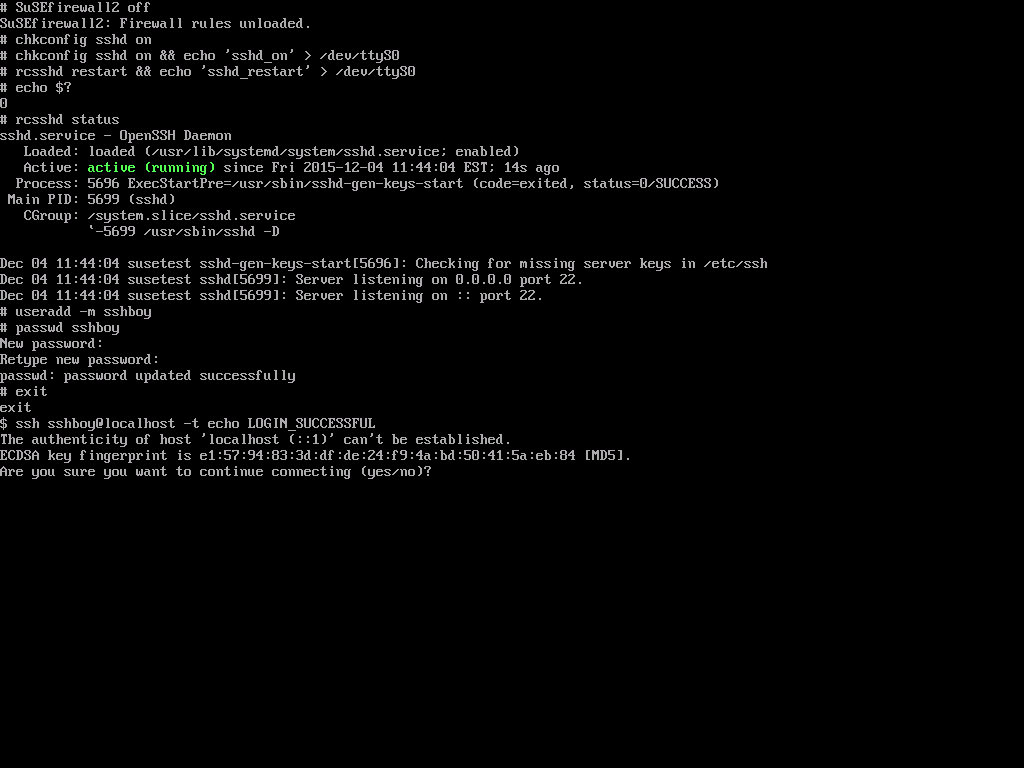 # SuSEfirewall2 off
SuSEfirewall2: Firewall rules unloaded.
# chkconfig sshd on
# chkconfig sshd on && echo 'sshd_on' > /dev/ttyS0
# rcsshd restart && echo 'sshd_restart' > /dev/ttyS0
# echo $?
0
# rcsshd status
sshd.service - OpenSSH Daemon
   Loaded: loaded (/usr/lib/systemd/system/sshd.service; enabled)
   Active: active (running) since Fri 2015-12-04 11:44:04 EST; 14s ago
  Process: 5696 ExecStartPre=/usr/sbin/sshd-gen-keys-start (code=exited, status=0/SUCCESS)
 Main PID: 5699 (sshd)
   CGroup: /system.slice/sshd.service
           `-5699 /usr/sbin/sshd -D

Dec 04 11:44:04 susetest sshd-gen-keys-start[5696]: Checking for missing server keys in /etc/ssh
Dec 04 11:44:04 susetest sshd[5699]: Server listening on 0.0.0.0 port 22.
Dec 04 11:44:04 susetest sshd[5699]: Server listening on :: port 22.
# useradd -m sshboy
# passwd sshboy
New password:
Retype new password:
passwd: password updated successfully
# exit
exit
$ ssh sshboy@localhost -t echo LOGIN_SUCCESSFUL
The authenticity of host 'localhost (::1)' can't be established.
ECDSA key fingerprint is e1:57:94:83:3d:df:de:24:f9:4a:bd:50:41:5a:eb:84 [MD5].
Are you sure you want to continue connecting (yes/no)?